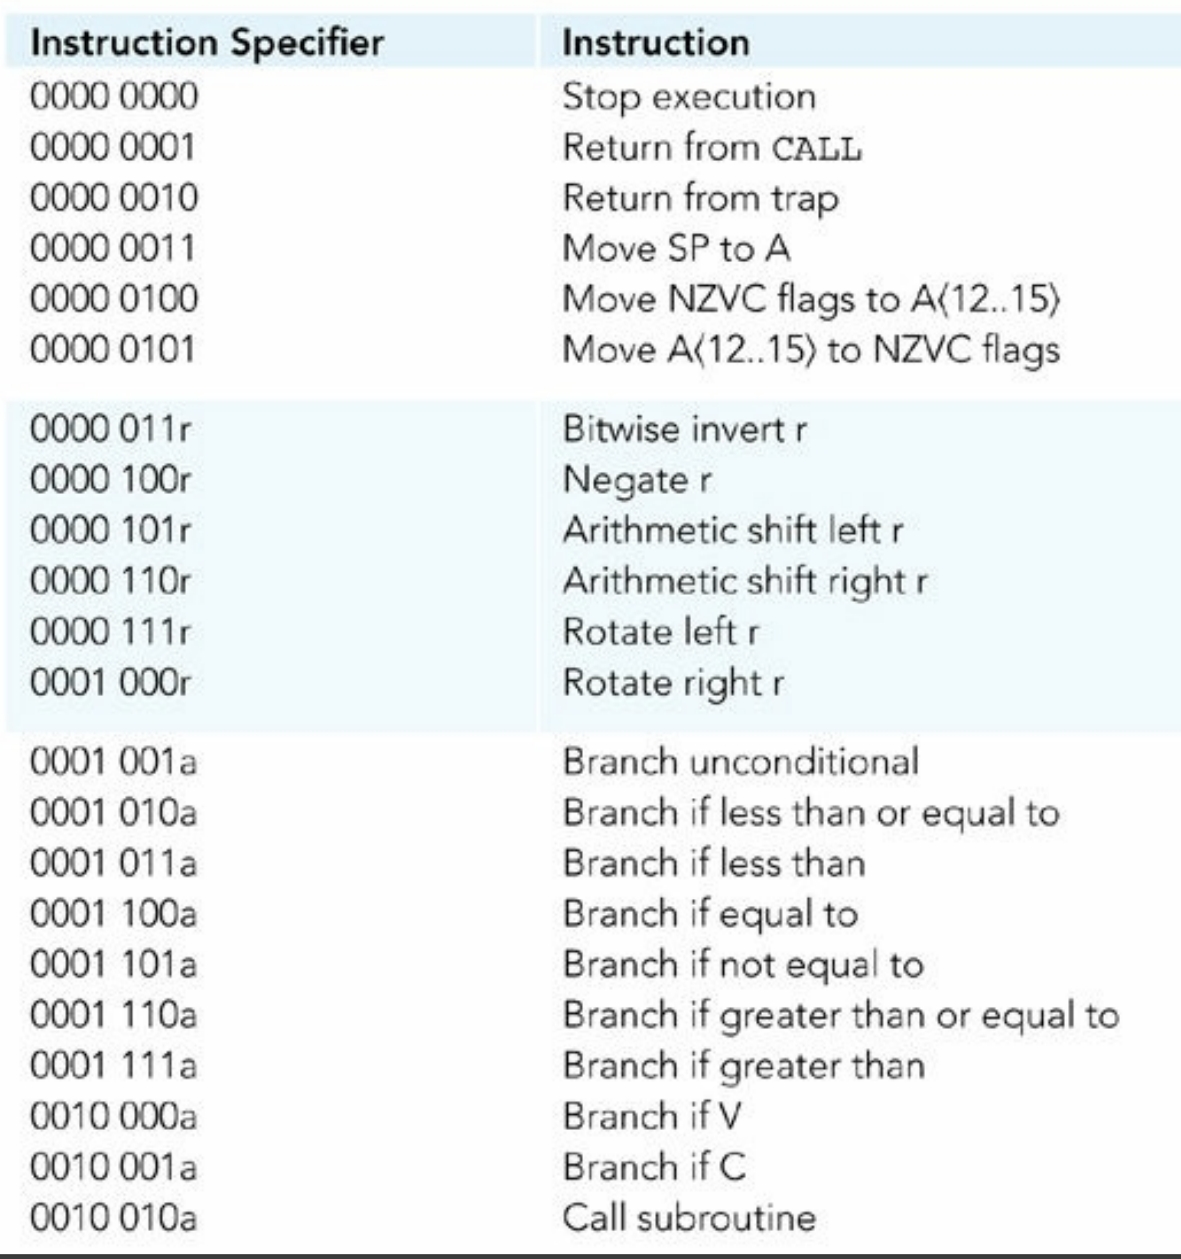 Instruction Specifier Instruction
0000 0000 Stop execution
0000 0001 Return from CALL
0000 0010 Return from trap
0000 0011 Move SP to A
0000 0100 Move NZVC flags to A⟨12..15⟩
0000 0101 Move A⟨12..15⟩ to NZVC flags
0000 011r Bitwise invert r
0000 100r Negate r
0000 101r Arithmetic shift left r
0000 110r Arithmetic shift right r
0000 111r Rotate left r
0001 000r Rotate right r
0001 001a Branch unconditional
0001 010a Branch if less than or equal to
0001 011a Branch if less than
0001 100a Branch if equal to
0001 101a Branch if not equal to
0001 110a Branch if greater than or equal to
0001 111a Branch if greater than
0010 000a Branch if V
0010 001a Branch if C
0010 010a Call subroutine